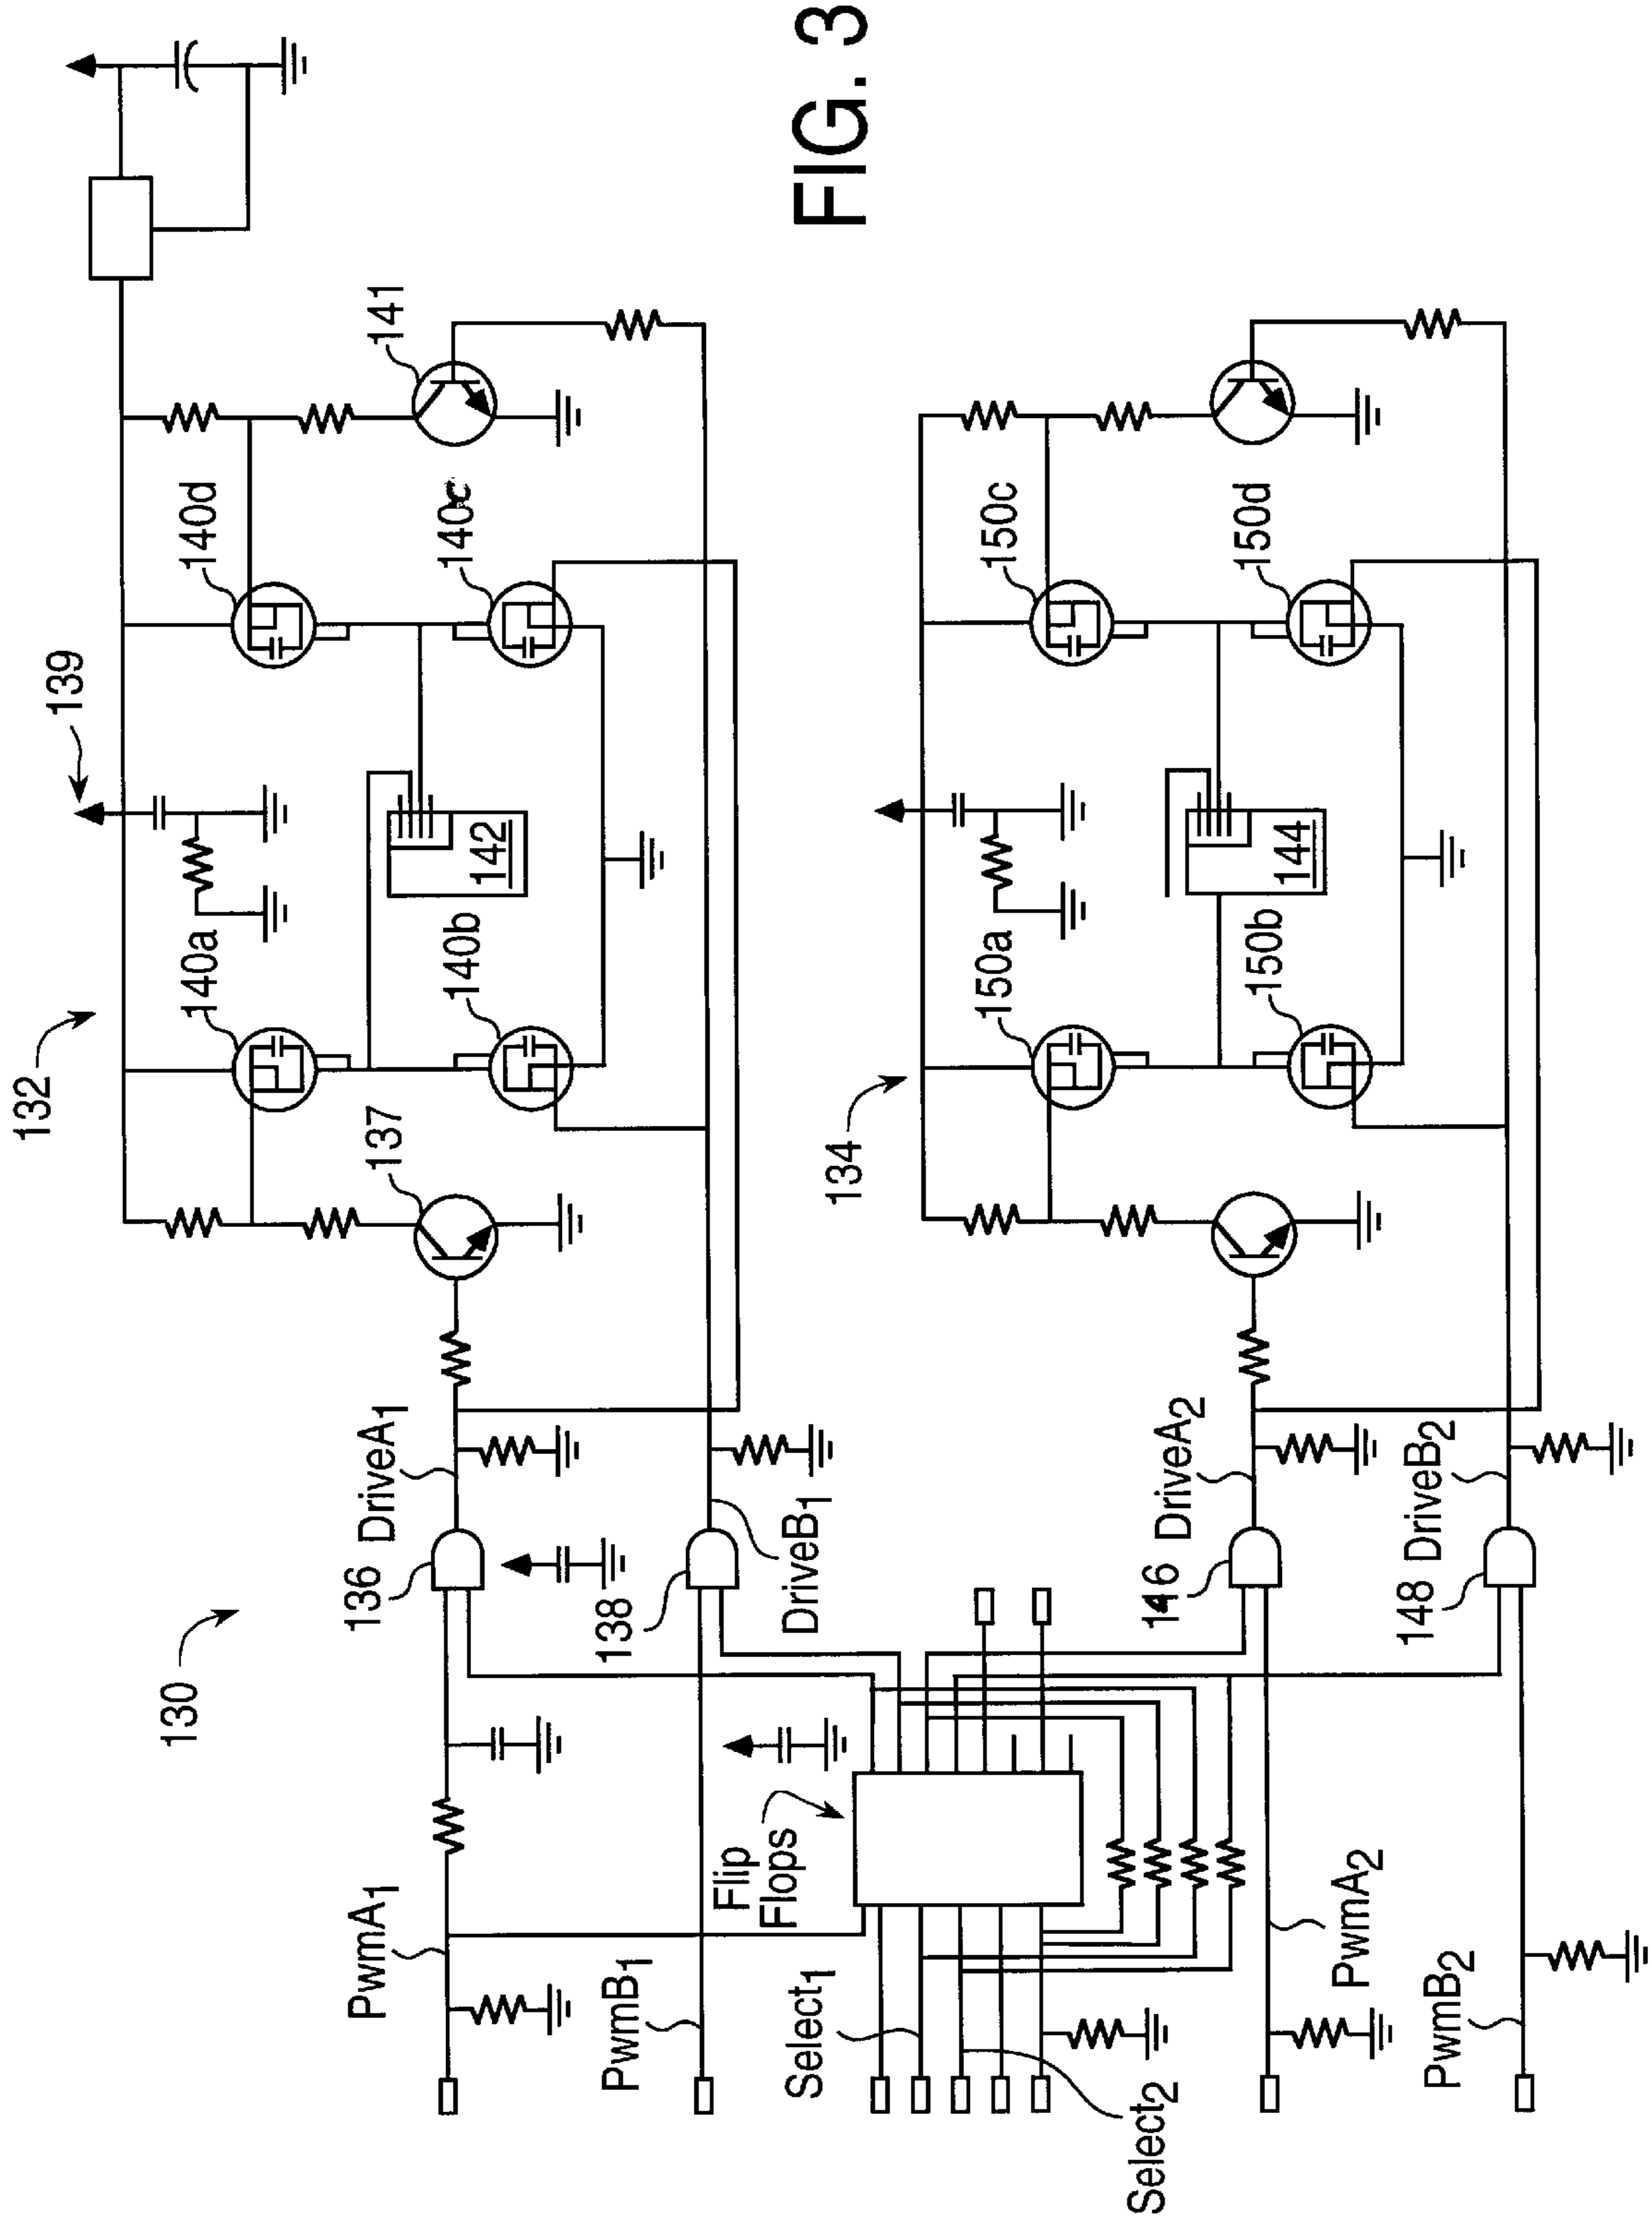 FIG. 3
130
132
139
140a
140d
137
141
140b
140c
142
PwmA1
136
DriveA1
PwmB1
138
DriveB1
Flip
Flops
Select1
Select2
134
150a
150c
150b
150d
144
146
DriveA2
PwmA2
148
DriveB2
PwmB2